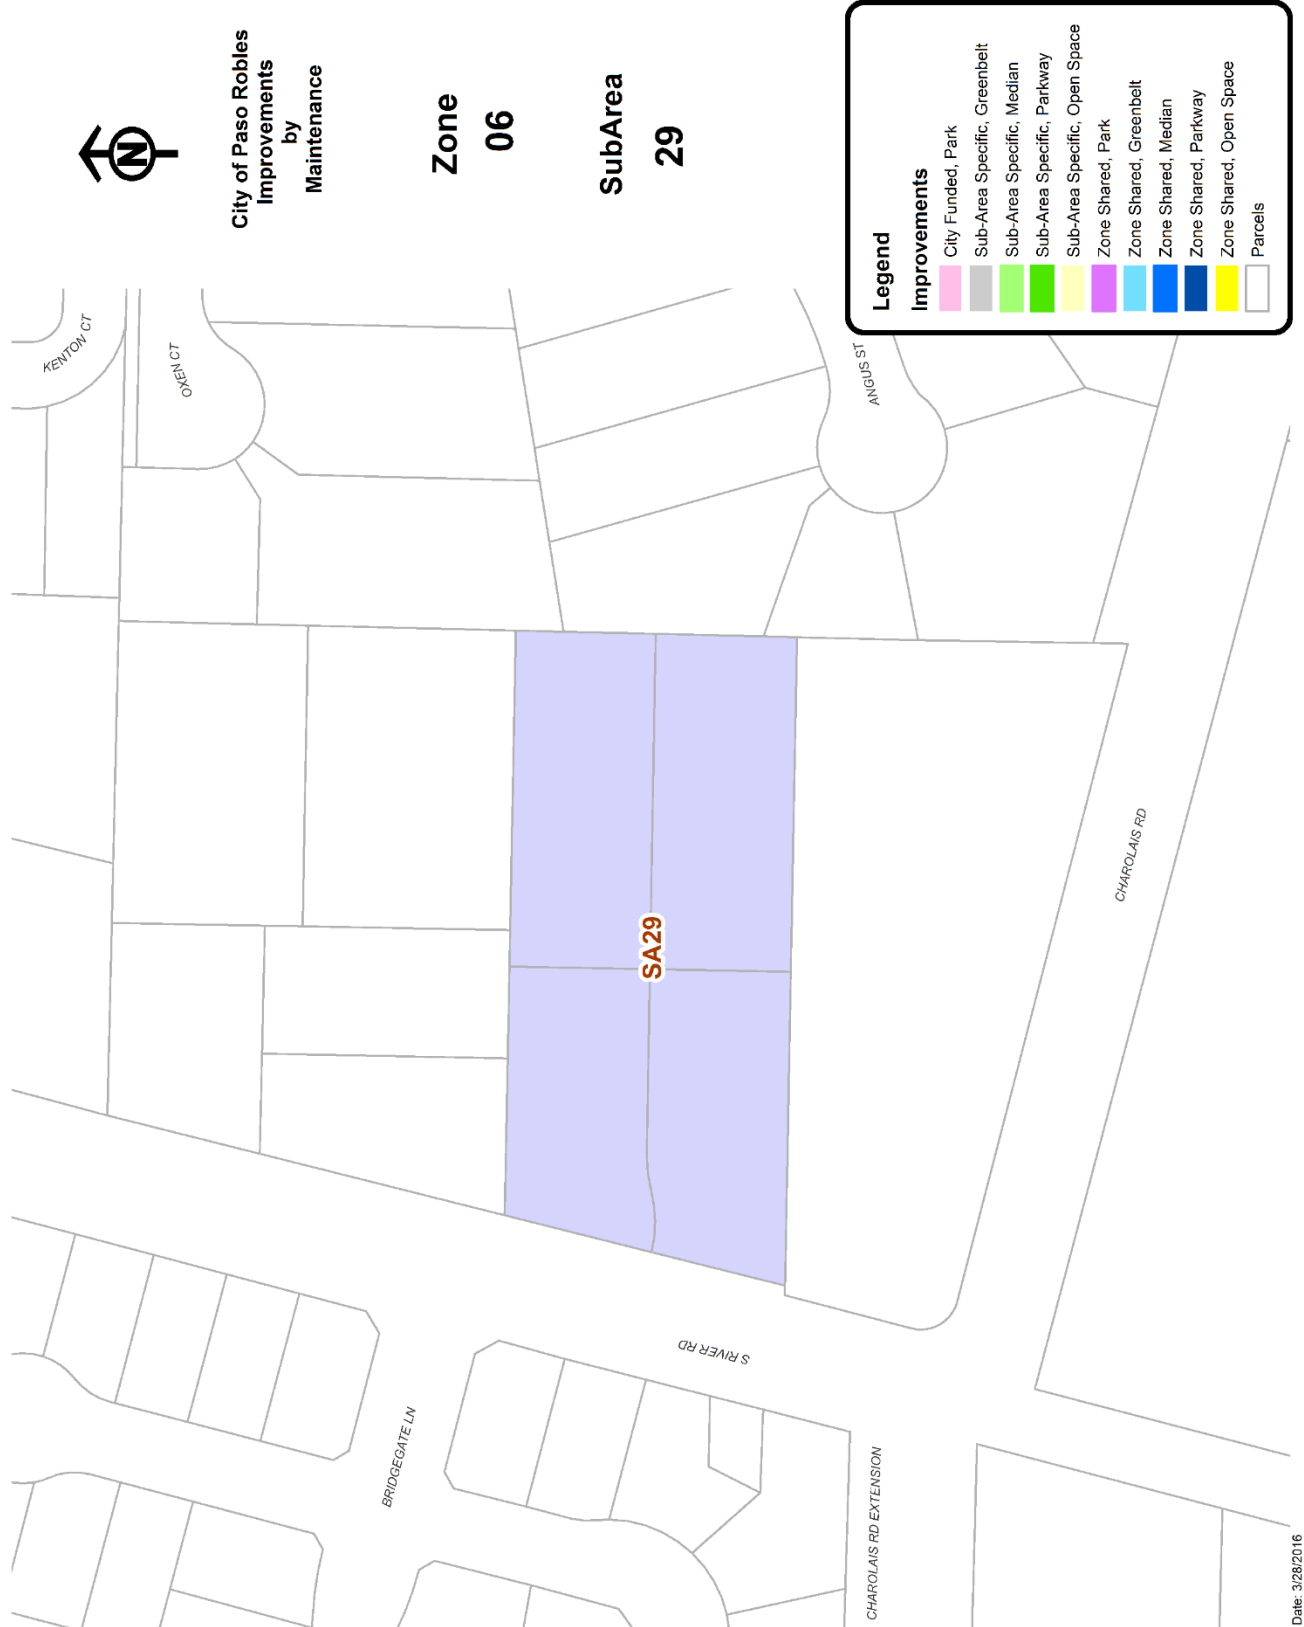 N
City of Paso Robles
Improvements
by
Maintenance
Zone
06
SubArea
29
KENTON CT
OXEN CT
ANGUS ST
SA29
CHAROLAIS RD
S RIVER RD
BRIDGEGATE LN
CHAROLAIS RD EXTENSION
Legend
Improvements
City Funded, Park
Sub-Area Specific, Greenbelt
Sub-Area Specific, Median
Sub-Area Specific, Parkway
Sub-Area Specific, Open Space
Zone Shared, Park
Zone Shared, Greenbelt
Zone Shared, Median
Zone Shared, Parkway
Zone Shared, Open Space
Parcels
Date: 3/28/2016